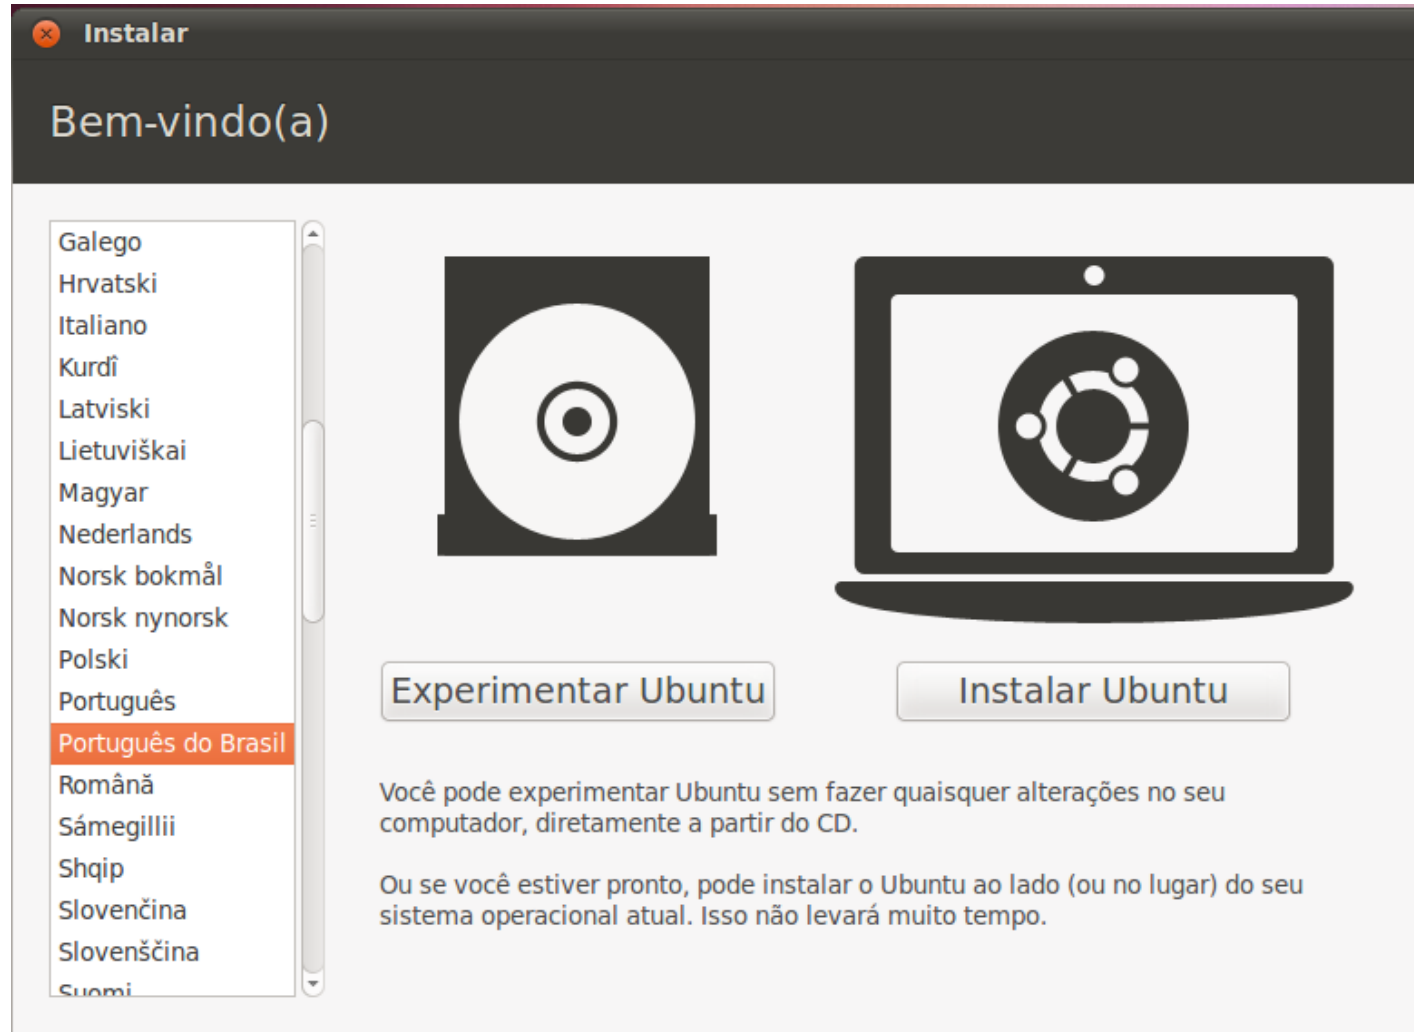 Instalar
Bem-vindo(a)
Galego
Hrvatski
Italiano
Kurdî
Latviski
Lietuviškai
Magyar
Nederlands
Norsk bokmål
Norsk nynorsk
Polski
Português
Português do Brasil
Română
Sámegillii
Shqip
Slovenčina
Slovenščina
Suomi
Experimentar Ubuntu
Instalar Ubuntu
Você pode experimentar Ubuntu sem fazer quaisquer alterações no seu
computador, diretamente a partir do CD.
Ou se você estiver pronto, pode instalar o Ubuntu ao lado (ou no lugar) do seu
sistema operacional atual. Isso não levará muito tempo.